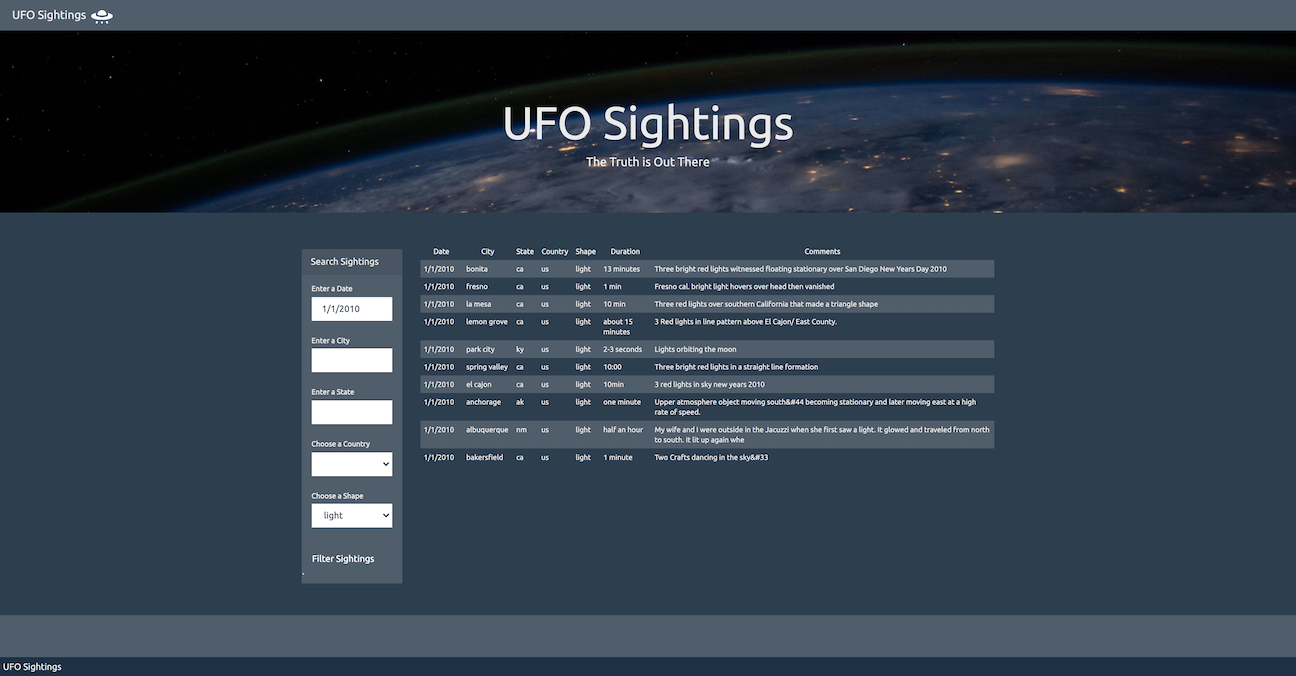 UFO Sightings
UFO Sightings
The Truth is Out There
Search Sightings
Enter a Date
1/1/2010
Enter a City
Enter a State
Choose a Country
Choose a Shape
light
Filter Sightings
Date City State Country Shape Duration Comments
1/1/2010 bonita ca us light 13 minutes Three bright red lights witnessed floating stationary over San Diego New Years Day 2010
1/1/2010 fresno ca us light 1 min Fresno cal. bright light hovers over head then vanished
1/1/2010 la mesa ca us light 10 min Three red lights over southern California that made a triangle shape
1/1/2010 lemon grove ca us light about 15 3 Red lights in line pattern above El Cajon/ East County.
minutes
1/1/2010 park city ky us light 2-3 seconds Lights orbiting the moon
1/1/2010 spring valley ca us light 10:00 Three bright red lights in a straight line formation
1/1/2010 el cajon ca us light 10min 3 red lights in sky new years 2010
1/1/2010 anchorage ak us light one minute Upper atmosphere object moving south&#44 becoming stationary and later moving east at a high
rate of speed.
1/1/2010 albuquerque nm us light half an hour My wife and I were outside in the Jacuzzi when she first saw a light. It glowed and traveled from north
to south. It lit up again whe
1/1/2010 bakersfield ca us light 1 minute Two Crafts dancing in the sky&#33
UFO Sightings